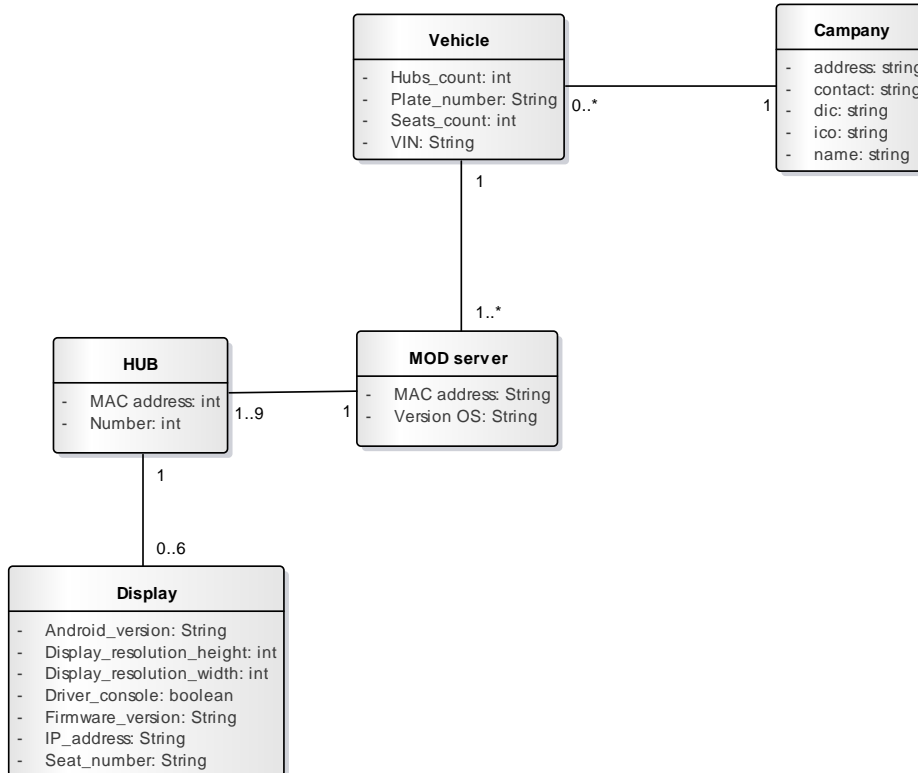 Vehicle
- Hubs_count: int
- Plate_number: String
- Seats_count: int
- VIN: String
Campany
- address: string
- contact: string
- dic: string
- ico: string
- name: string
0..*
1
1
1..*
HUB
- MAC address: int
- Number: int
1..9
1
MOD server
- MAC address: String
- Version OS: String
1
0..6
Display
- Android_version: String
- Display_resolution_height: int
- Display_resolution_width: int
- Driver_console: boolean
- Firmware_version: String
- IP_address: String
- Seat_number: String